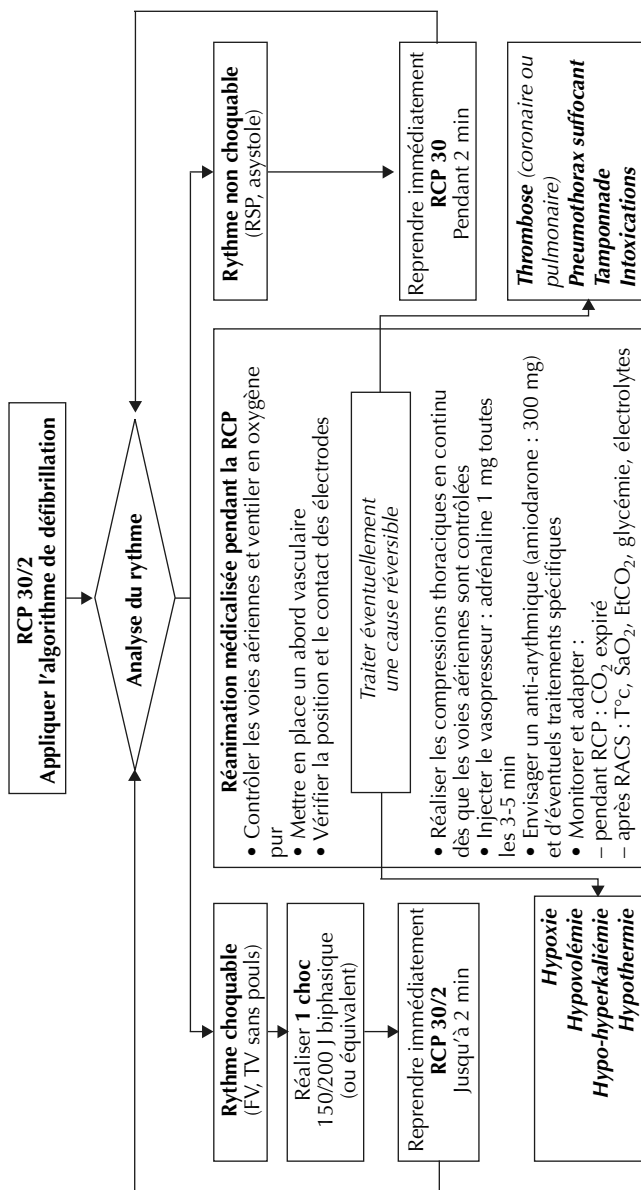 RCP 30/2
Appliquer l'algorithme de défibrillation
Analyse du rythme
Rythme choquable
(FV, TV sans pouls)
Réaliser 1 choc
150/200 J biphasique
(ou équivalent)
Reprendre immédiatement
RCP 30/2
Jusqu'à 2 min
Réanimation médicalisée pendant la RCP
• Contrôler les voies aériennes et ventiler en oxygène
pur
• Mettre en place un abord vasculaire
• Vérifier la position et le contact des électrodes
Traiter éventuellement
une cause réversible
• Réaliser les compressions thoraciques en continu
dès que les voies aériennes sont contrôlées
• Injecter le vasopresseur : adrénaline 1 mg toutes
les 3-5 min
• Envisager un anti-arythmique (amiodarone : 300 mg)
et d'éventuels traitements spécifiques
• Monitorer et adapter :
– pendant RCP : CO₂ expiré
– après RACS : T°c, SaO₂, EtCO₂, glycémie, électrolytes
Rythme non choquable
(RSP, asystole)
Reprendre immédiatement
RCP 30
Pendant 2 min
Hypoxie
Hypovolémie
Hypo-hyperkaliémie
Hypothermie
Thrombose (coronaire ou
pulmonaire)
Pneumothorax suffocant
Tamponnade
Intoxications